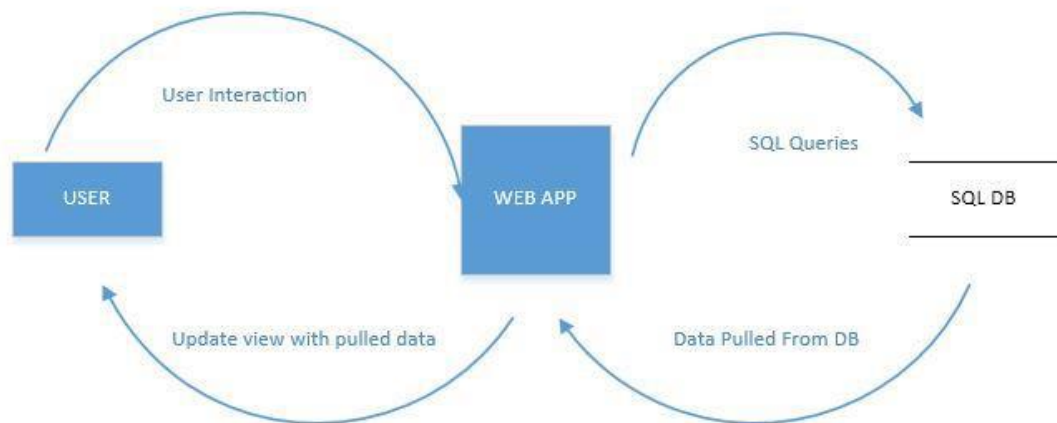 User Interaction
SQL Queries
USER
WEB APP
SQL DB
Update view with pulled data
Data Pulled From DB